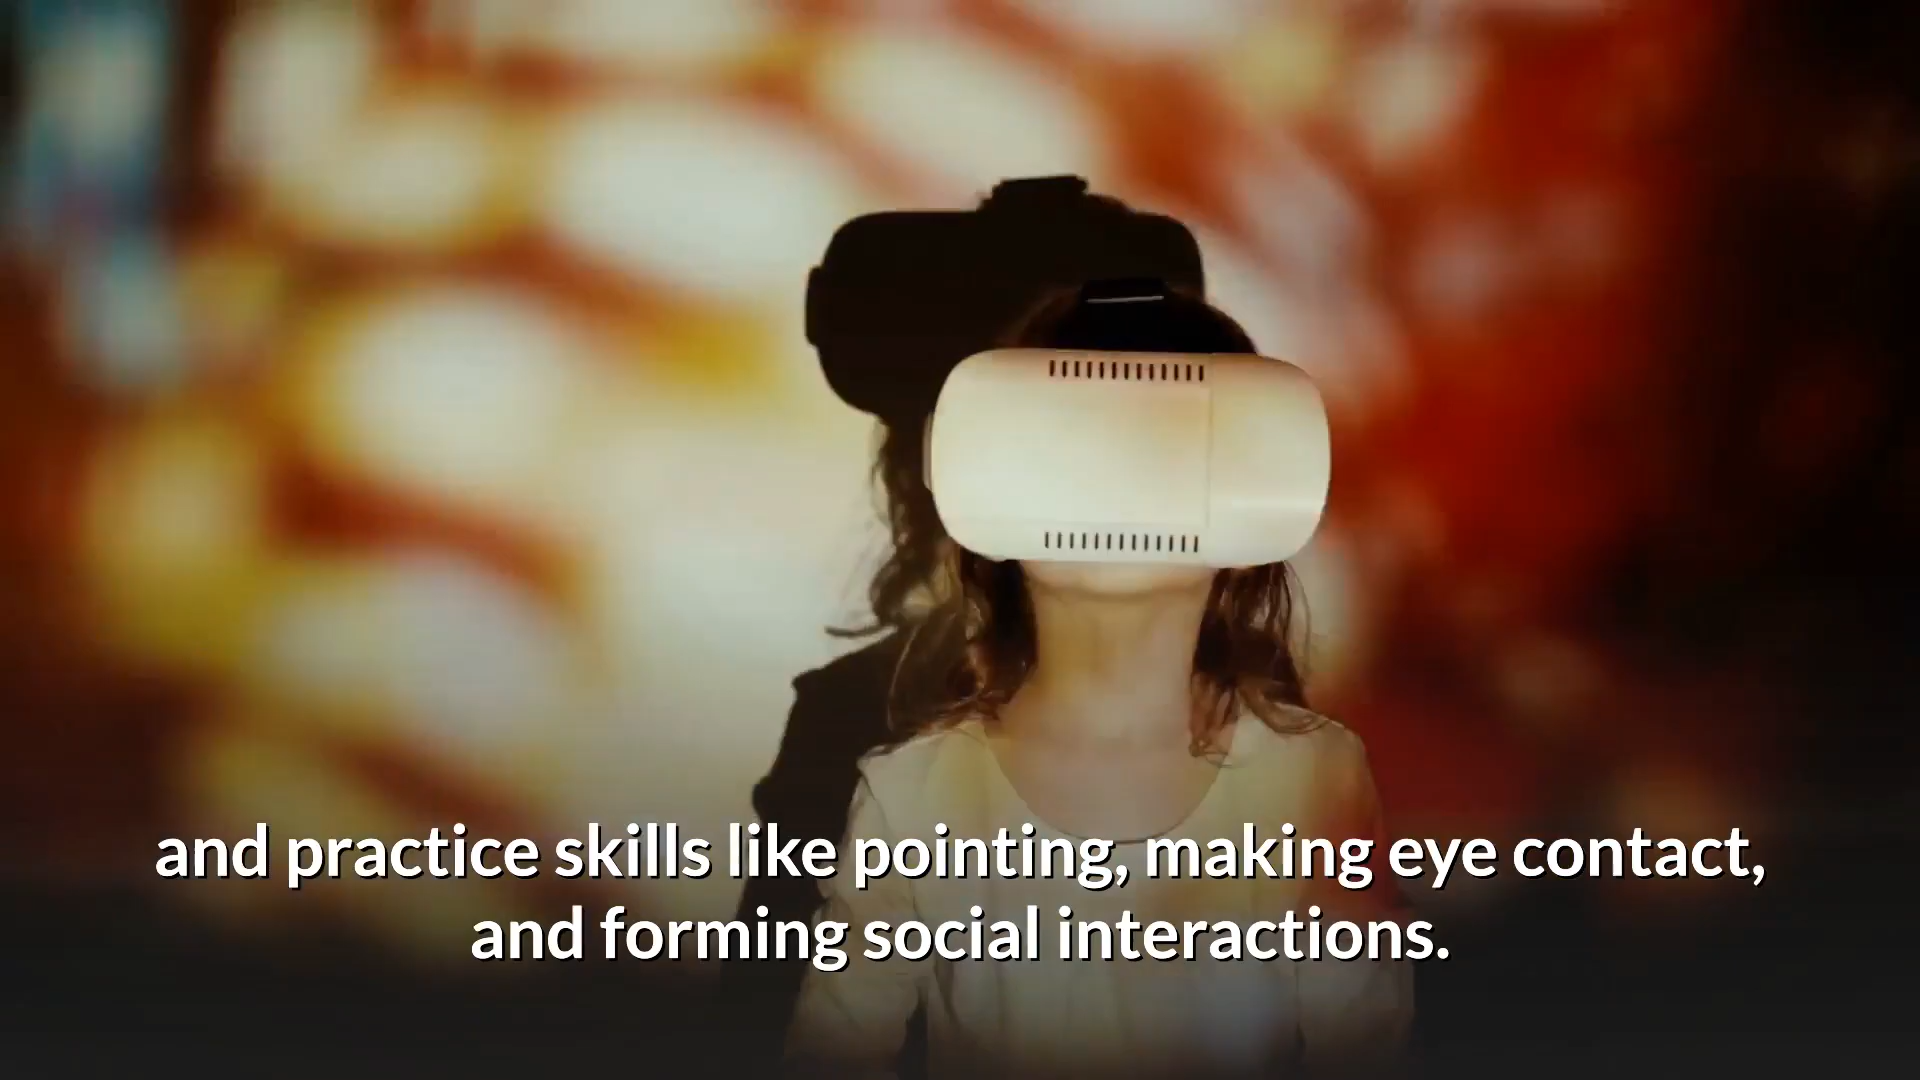 and practice skills like pointing, making eye contact,
and forming social interactions.